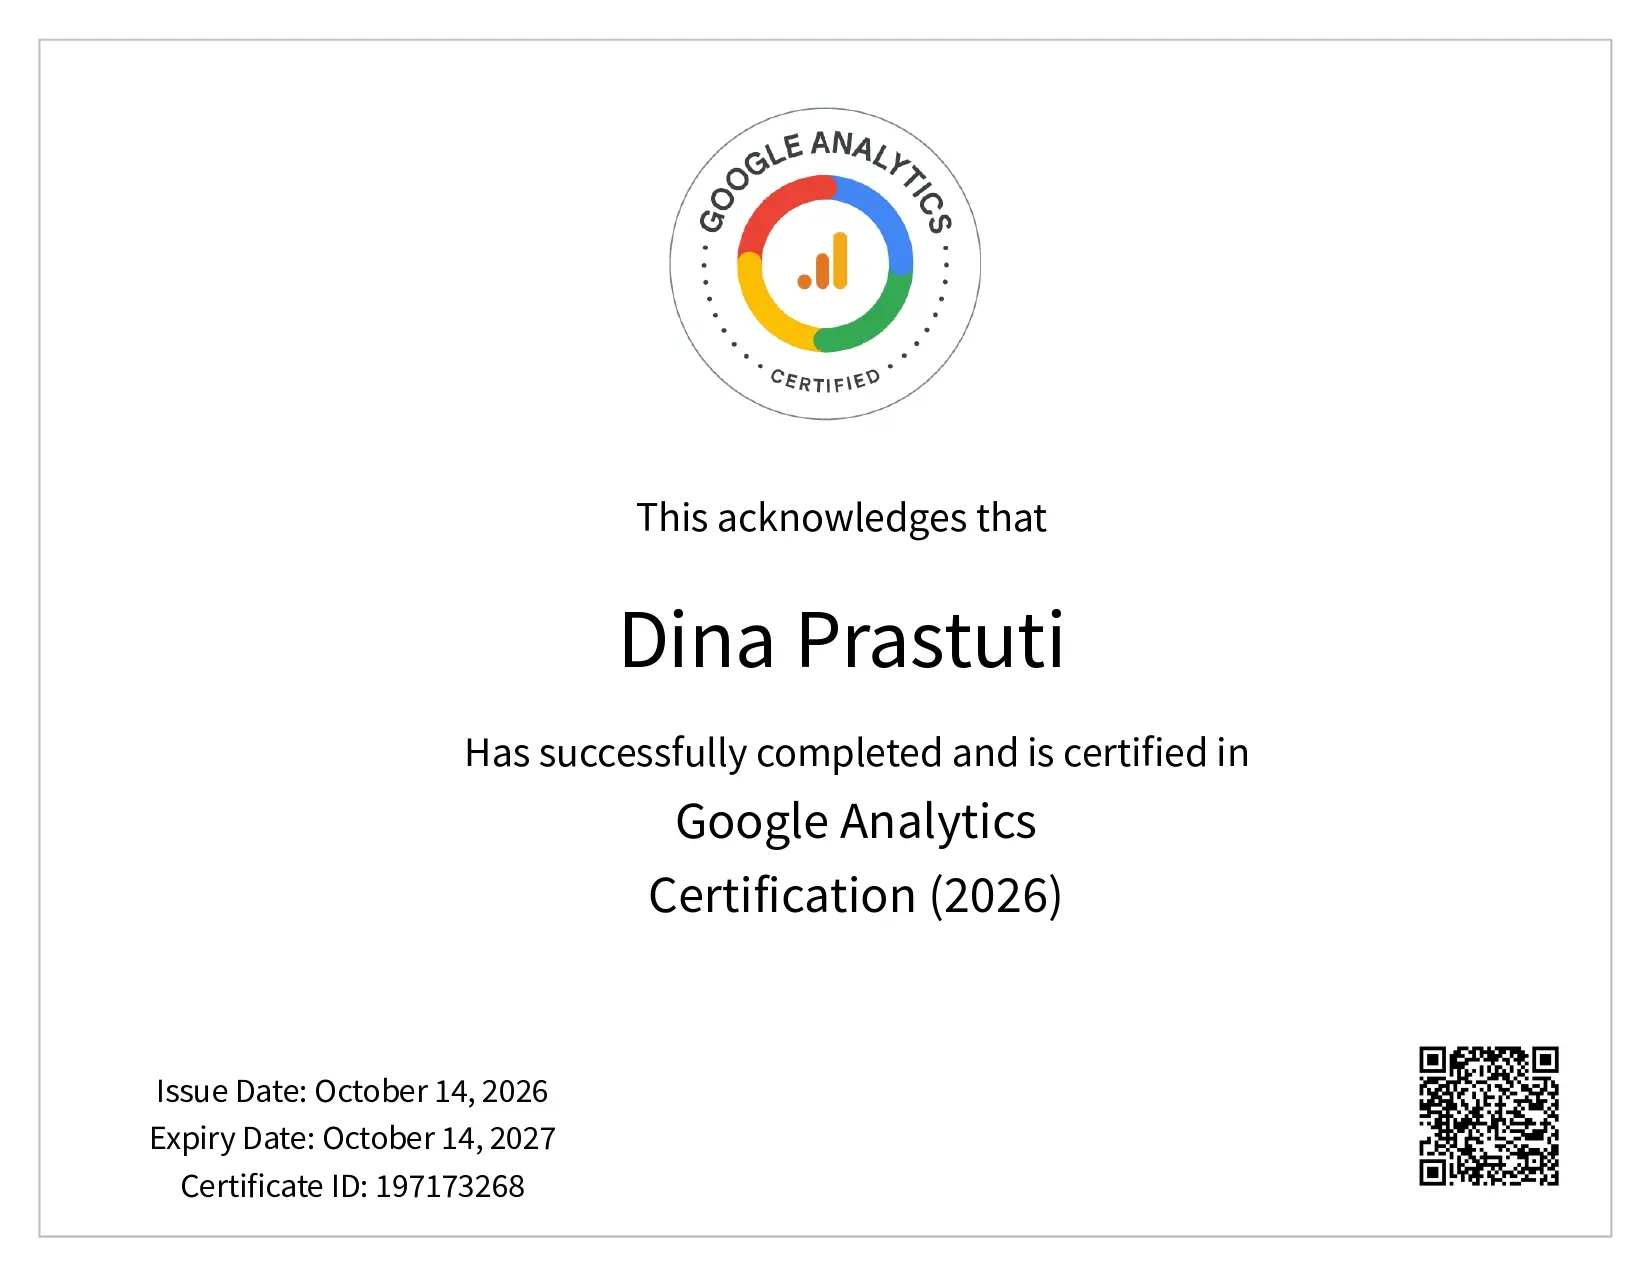 GOOGLE ANALYTICS
CERTIFIED
This acknowledges that
Dina Prastuti
Has successfully completed and is certified in
Google Analytics
Certification (2026)
Issue Date: October 14, 2026
Expiry Date: October 14, 2027
Certificate ID: 197173268